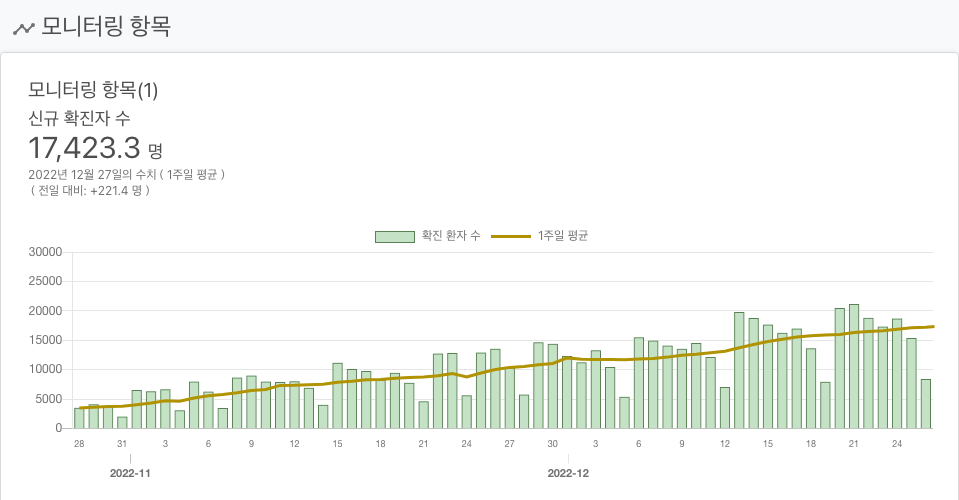 모니터링 항목
모니터링 항목(1)
신규 확진자 수
17,423.3 명
2022년 12월 27일의 수치 ( 1주일 평균 )
( 전일 대비: +221.4 명 )
확진 환자 수 1주일 평균
30000
25000
20000
15000
10000
5000
0
28 31 3 6 9 12 15 18 21 24 27 30 3 6 9 12 15 18 21 24
2022-11 2022-12